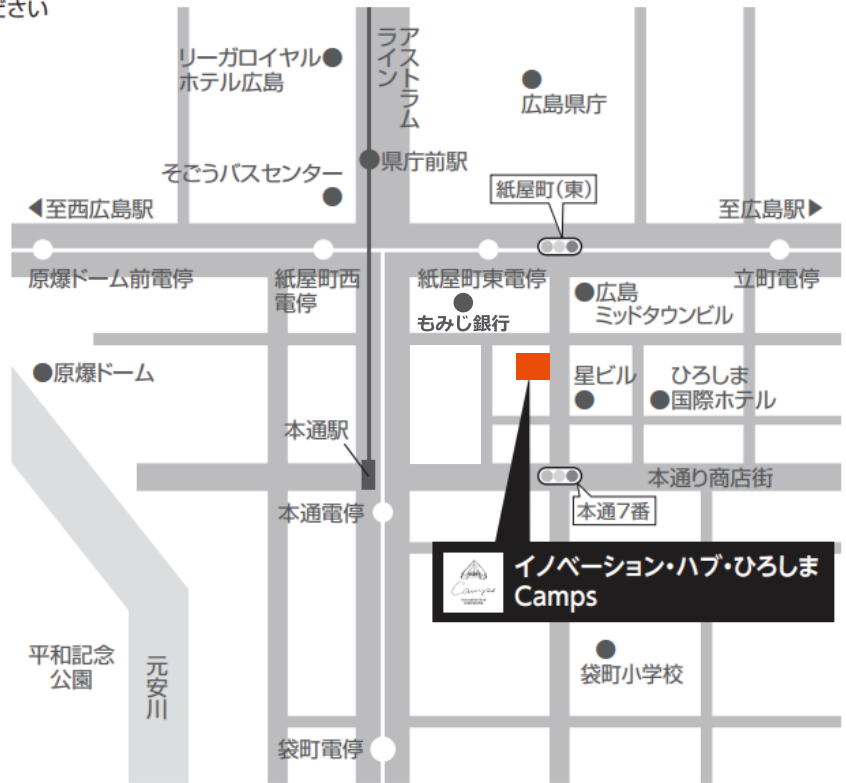 ださい
リーガロイヤル
ホテル広島
アストラム
ライン
広島県庁
県庁前駅
そごうバスセンター
紙屋町(東)
◀至西広島駅
至広島駅▶
原爆ドーム前電停
紙屋町西
電停
紙屋町東電停
立町電停
広島
ミッドタウンビル
もみじ銀行
原爆ドーム
星ビル
ひろしま
国際ホテル
本通駅
本通り商店街
本通電停
本通7番
イノベーション・ハブ・ひろしま
Camps
Camps
平和記念
公園
元安川
袋町小学校
袋町電停